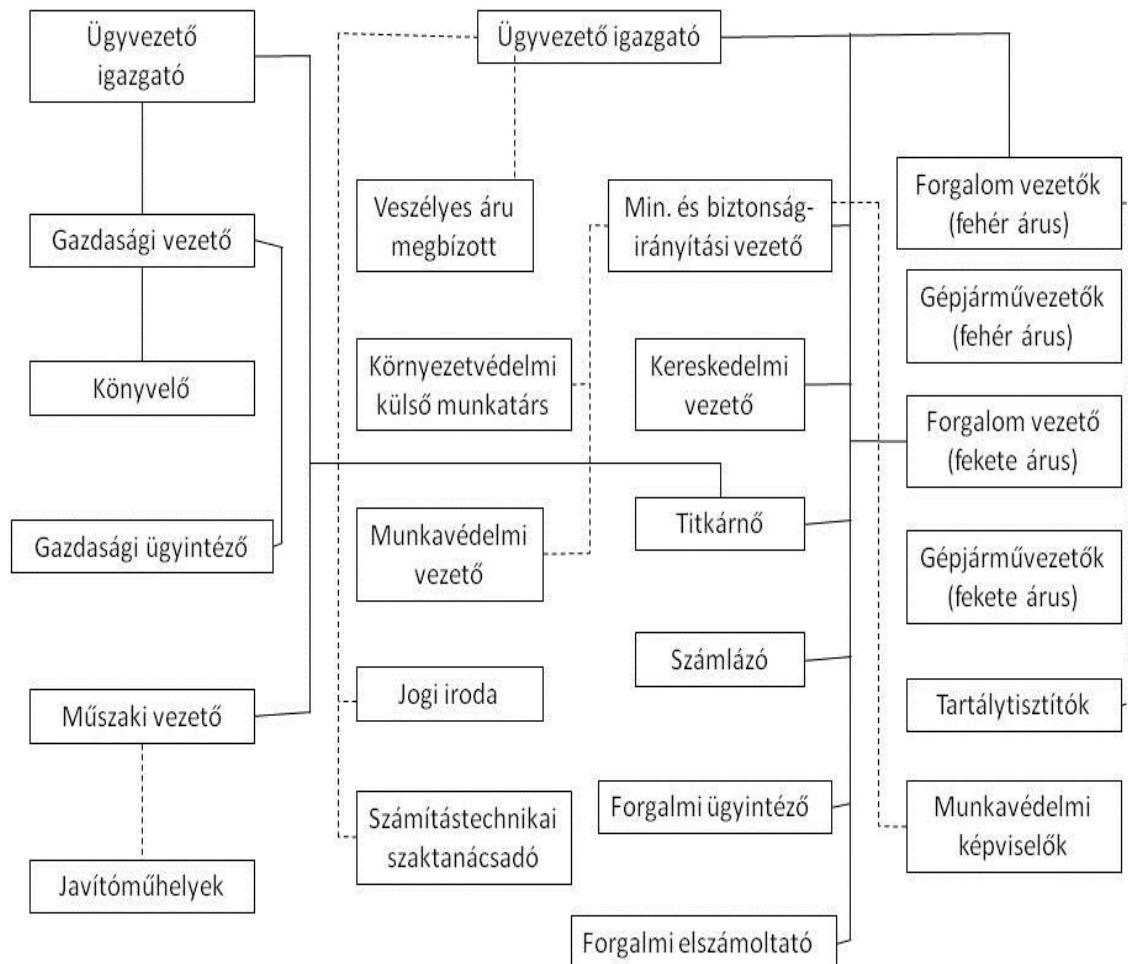 Ügyvezető
igazgató
Gazdasági vezető
Könyvelő
Gazdasági ügyintéző
Műszaki vezető
Javítóműhelyek
Ügyvezető igazgató
Veszélyes áru
megbízott
Környezetvédelmi
külső munkatárs
Munkavédelmi
vezető
Jogi iroda
Számítástechnikai
szaktanácsadó
Min. és biztonság-
irányítási vezető
Kereskedelmi
vezető
Titkárnő
Számlázó
Forgalmi ügyintéző
Forgalmi elszámoltató
Forgalom vezetők
(fehér árus)
Gépjárművezetők
(fehér árus)
Forgalom vezető
(fekete árus)
Gépjárművezetők
(fekete árus)
Tartálytisztítók
Munkavédelmi
képviselők